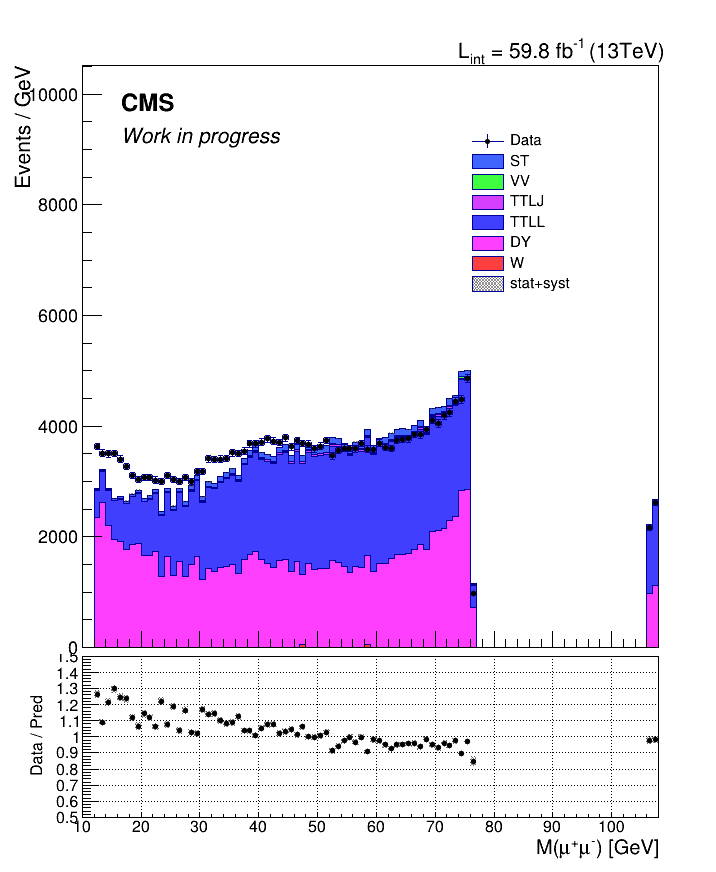 L_int = 59.8 fb⁻¹ (13TeV)
Events / GeV
10000
8000
6000
4000
2000
0
CMS
Work in progress
Data
ST
VV
TTLJ
TTLL
DY
W
stat+syst
Data / Pred
1.5
1.4
1.3
1.2
1.1
1
0.9
0.8
0.7
0.6
0.5
10 20 30 40 50 60 70 80 90 100
M(μ⁺μ⁻) [GeV]